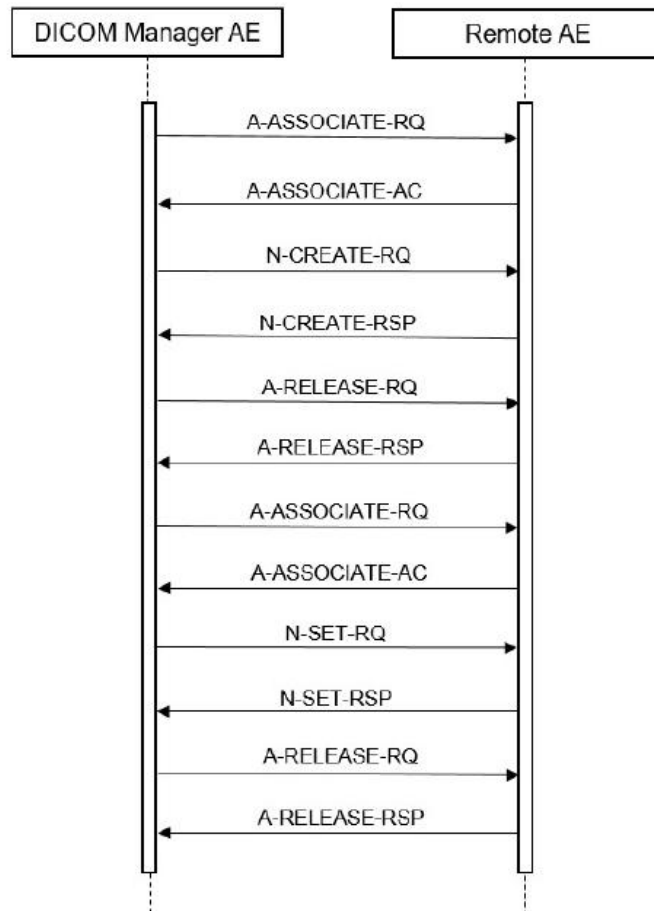 DICOM Manager AE
Remote AE
A-ASSOCIATE-RQ
A-ASSOCIATE-AC
N-CREATE-RQ
N-CREATE-RSP
A-RELEASE-RQ
A-RELEASE-RSP
A-ASSOCIATE-RQ
A-ASSOCIATE-AC
N-SET-RQ
N-SET-RSP
A-RELEASE-RQ
A-RELEASE-RSP